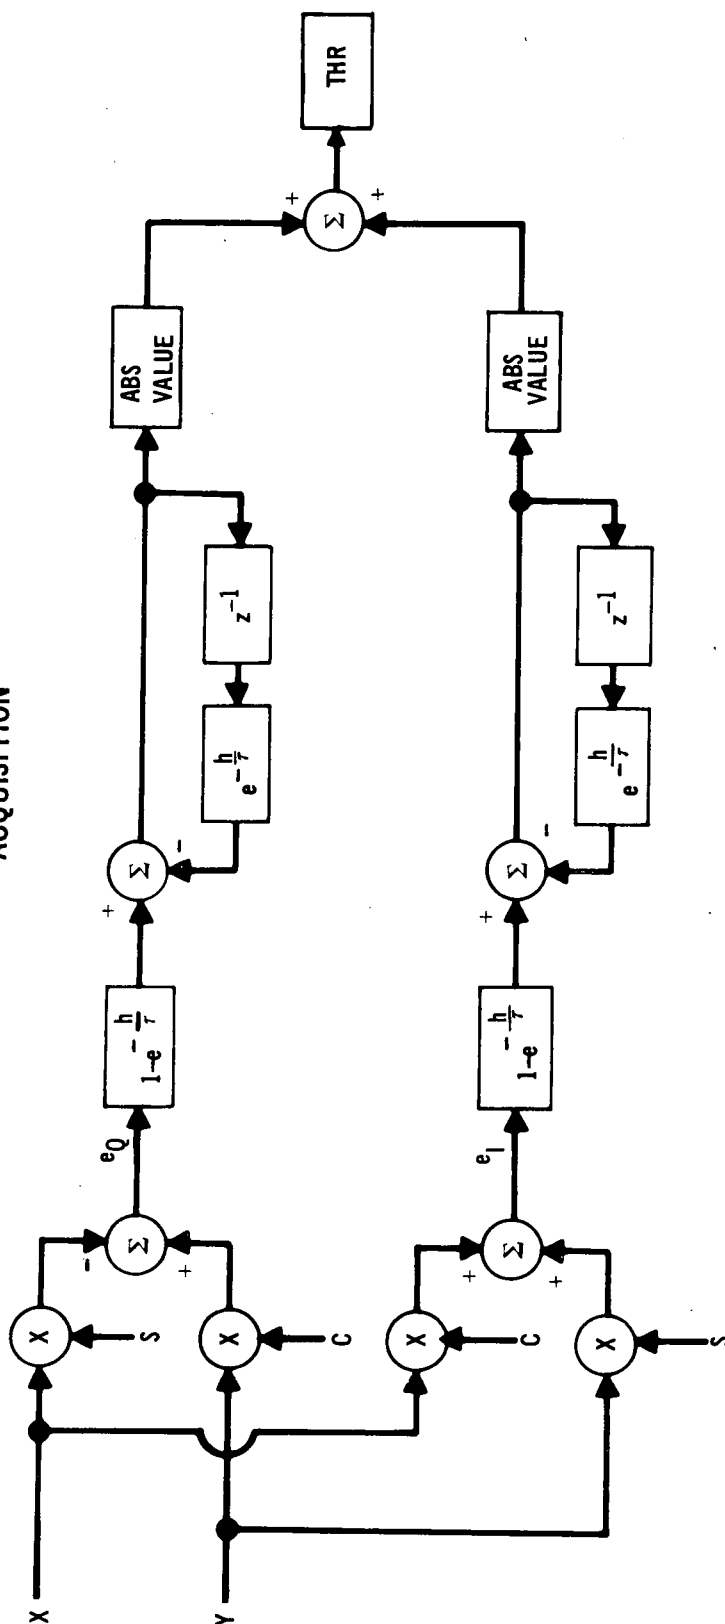 ACQUISITION
X
X
S
-
Σ
+
e_Q
1-e^{-h/τ}
+
Σ
-
e^{-h/τ}
z^{-1}
ABS
VALUE
+
Σ
+
THR
Y
X
C
X
C
+
Σ
+
e_I
1-e^{-h/τ}
+
Σ
-
e^{-h/τ}
z^{-1}
ABS
VALUE
X
S